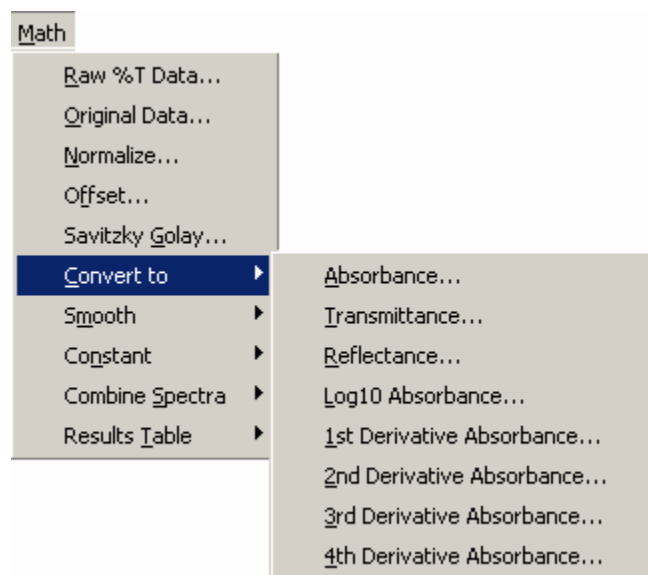 Math
Raw %T Data...
Original Data...
Normalize...
Offset...
Savitzky Golay...
Convert to
Smooth
Constant
Combine Spectra
Results Table
Absorbance...
Transmittance...
Reflectance...
Log10 Absorbance...
1st Derivative Absorbance...
2nd Derivative Absorbance...
3rd Derivative Absorbance...
4th Derivative Absorbance...